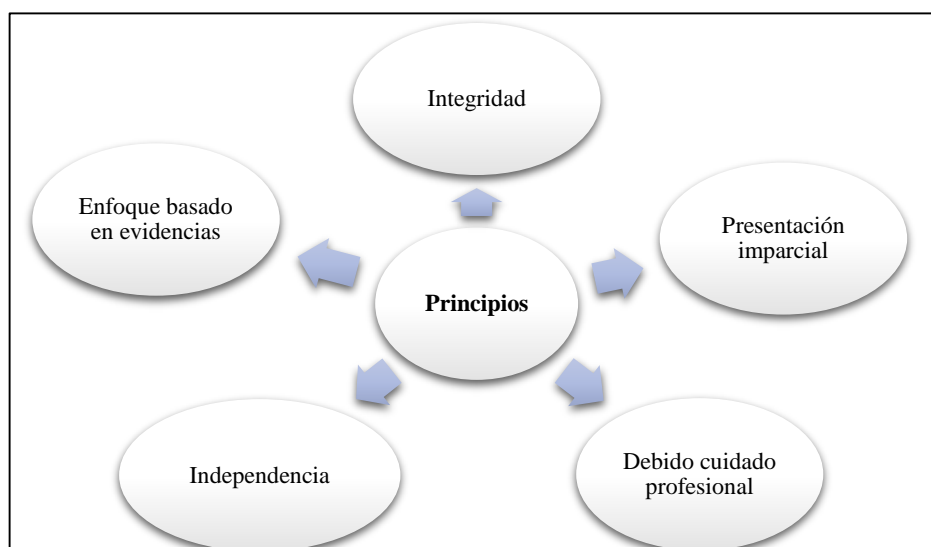 Integridad
Enfoque basado
en evidencias
Presentación
imparcial
Principios
Independencia
Debido cuidado
profesional